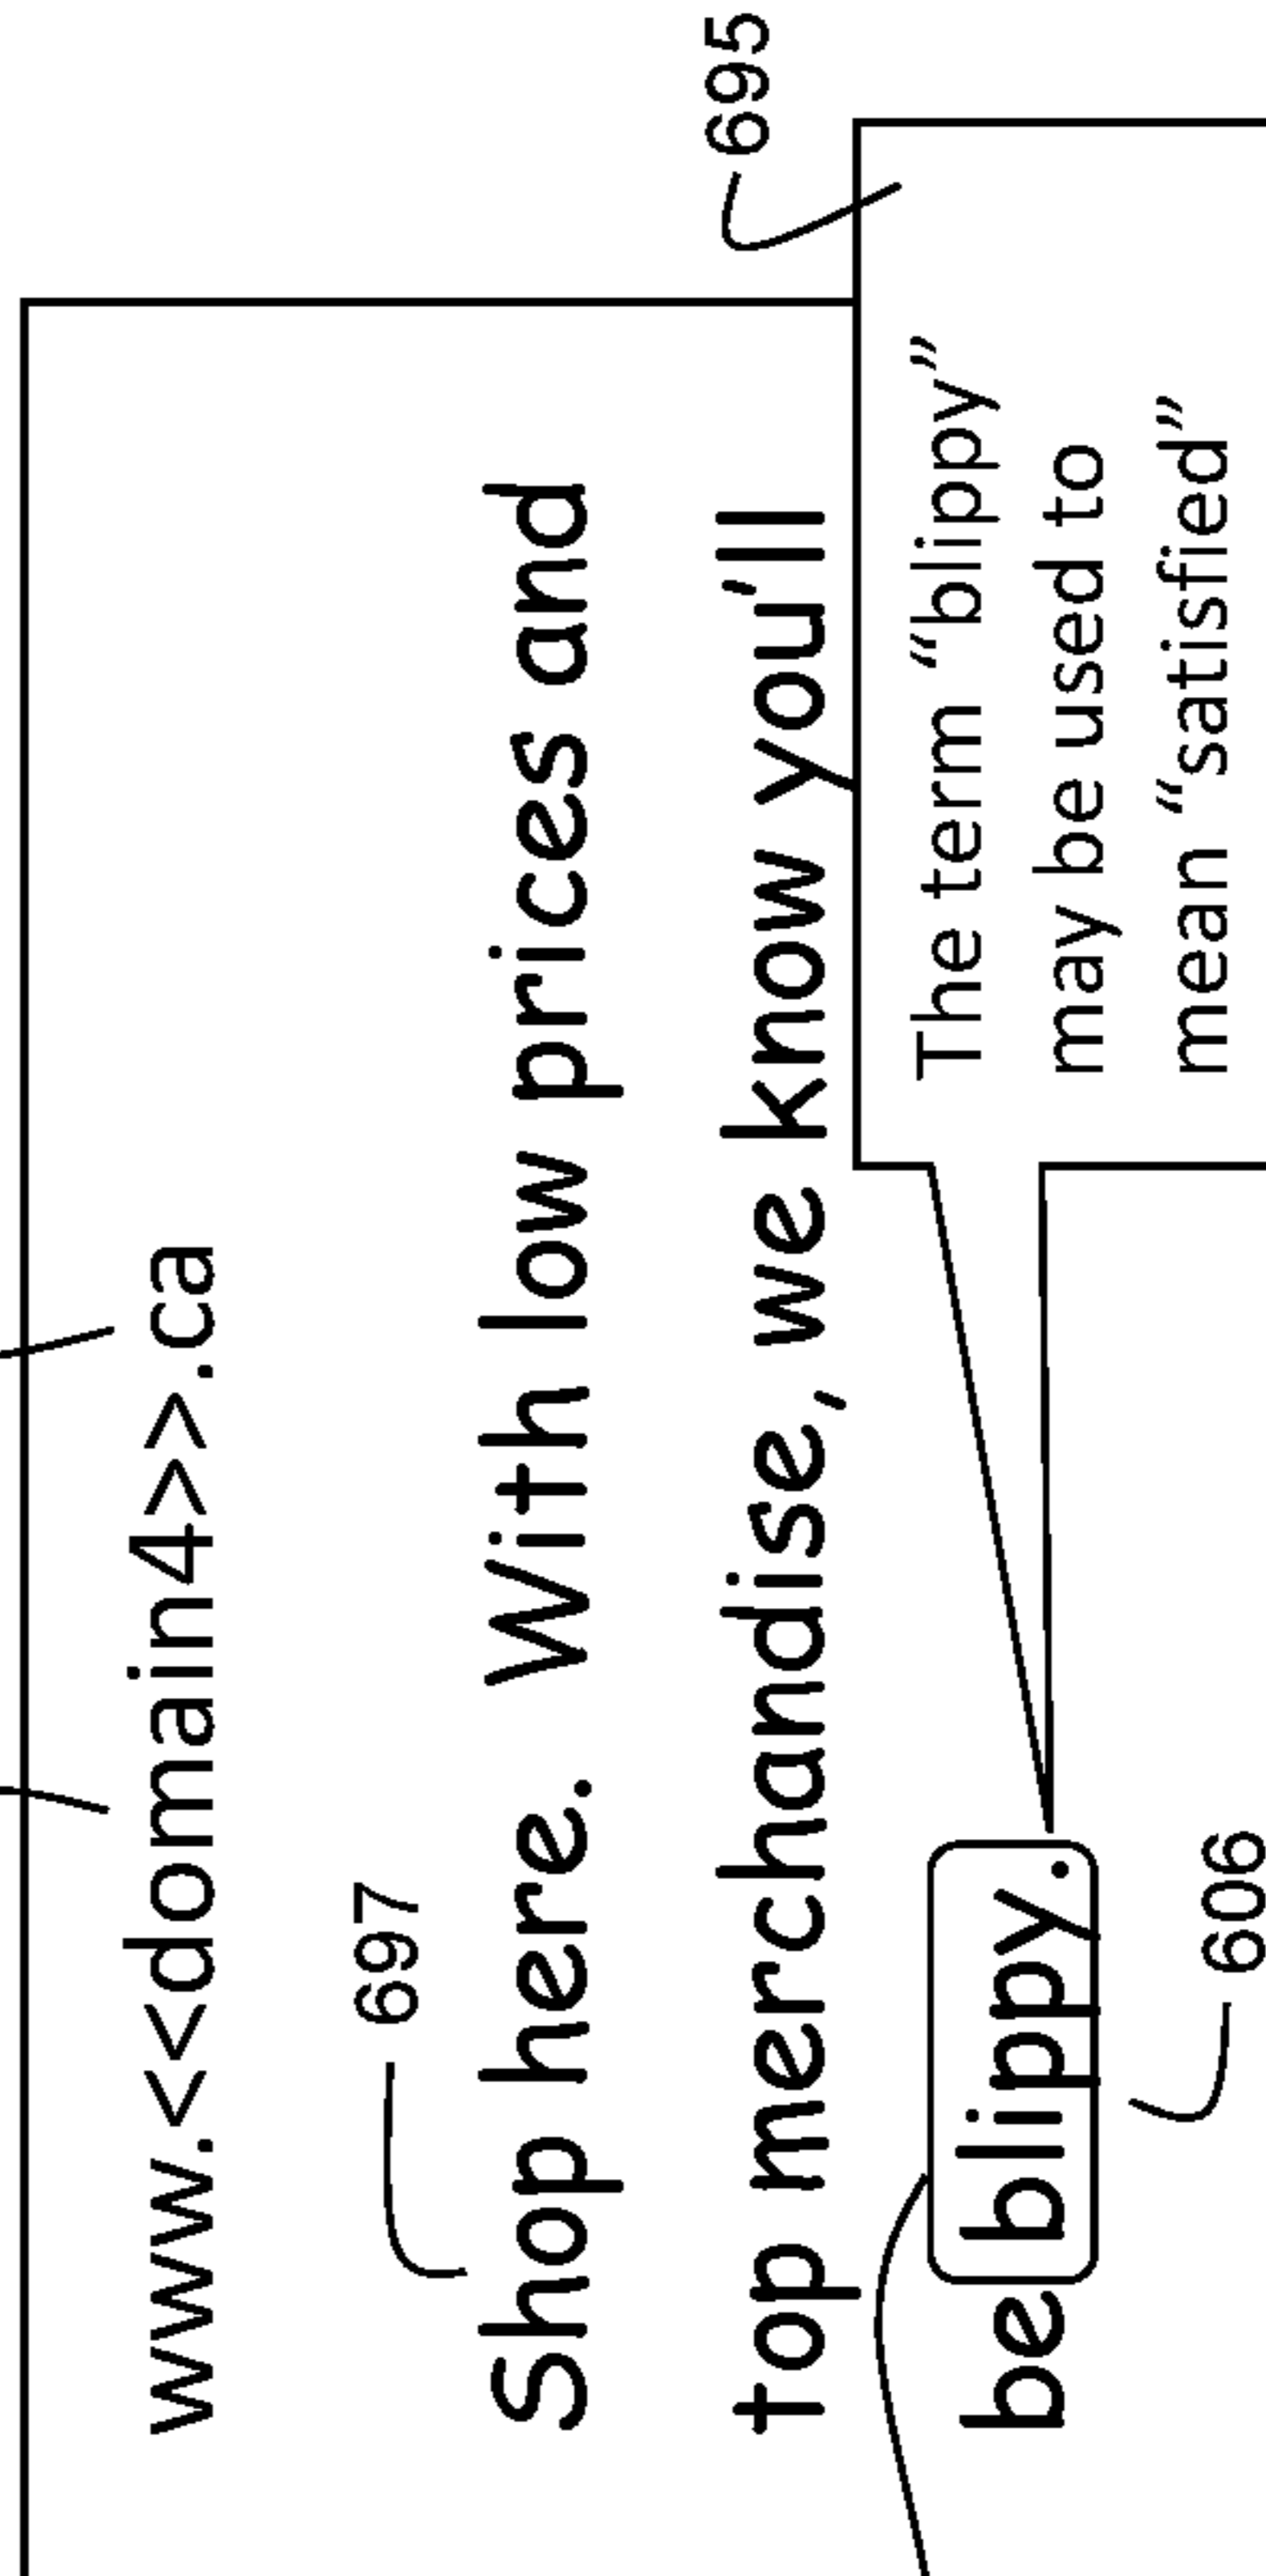 695
www.<<domain4>>.ca
697
Shop here. With low prices and
top merchandise, we know you'll
be blippy.
606
The term “blippy”
may be used to
mean “satisfied”